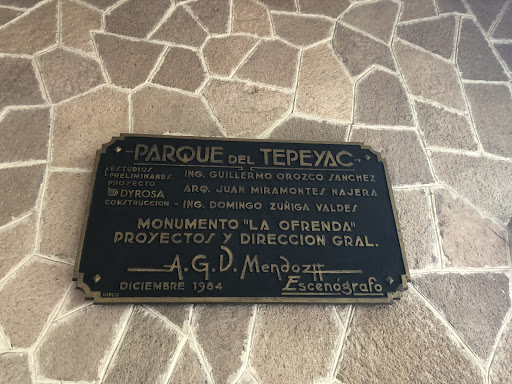 PARQUE DEL TEPEYAC
ESTUDIOS PRELIMINARES ING. GUILLERMO OROZCO SANCHEZ
PROYECTO ARQ. JUAN MIRAMONTES NAJERA
DYROSA
CONSTRUCCION - ING. DOMINGO ZUÑIGA VALDES
MONUMENTO "LA OFRENDA"
PROYECTOS Y DIRECCION GRAL.
A.G.D. Mendoza
DICIEMBRE 1984 Escenógrafo